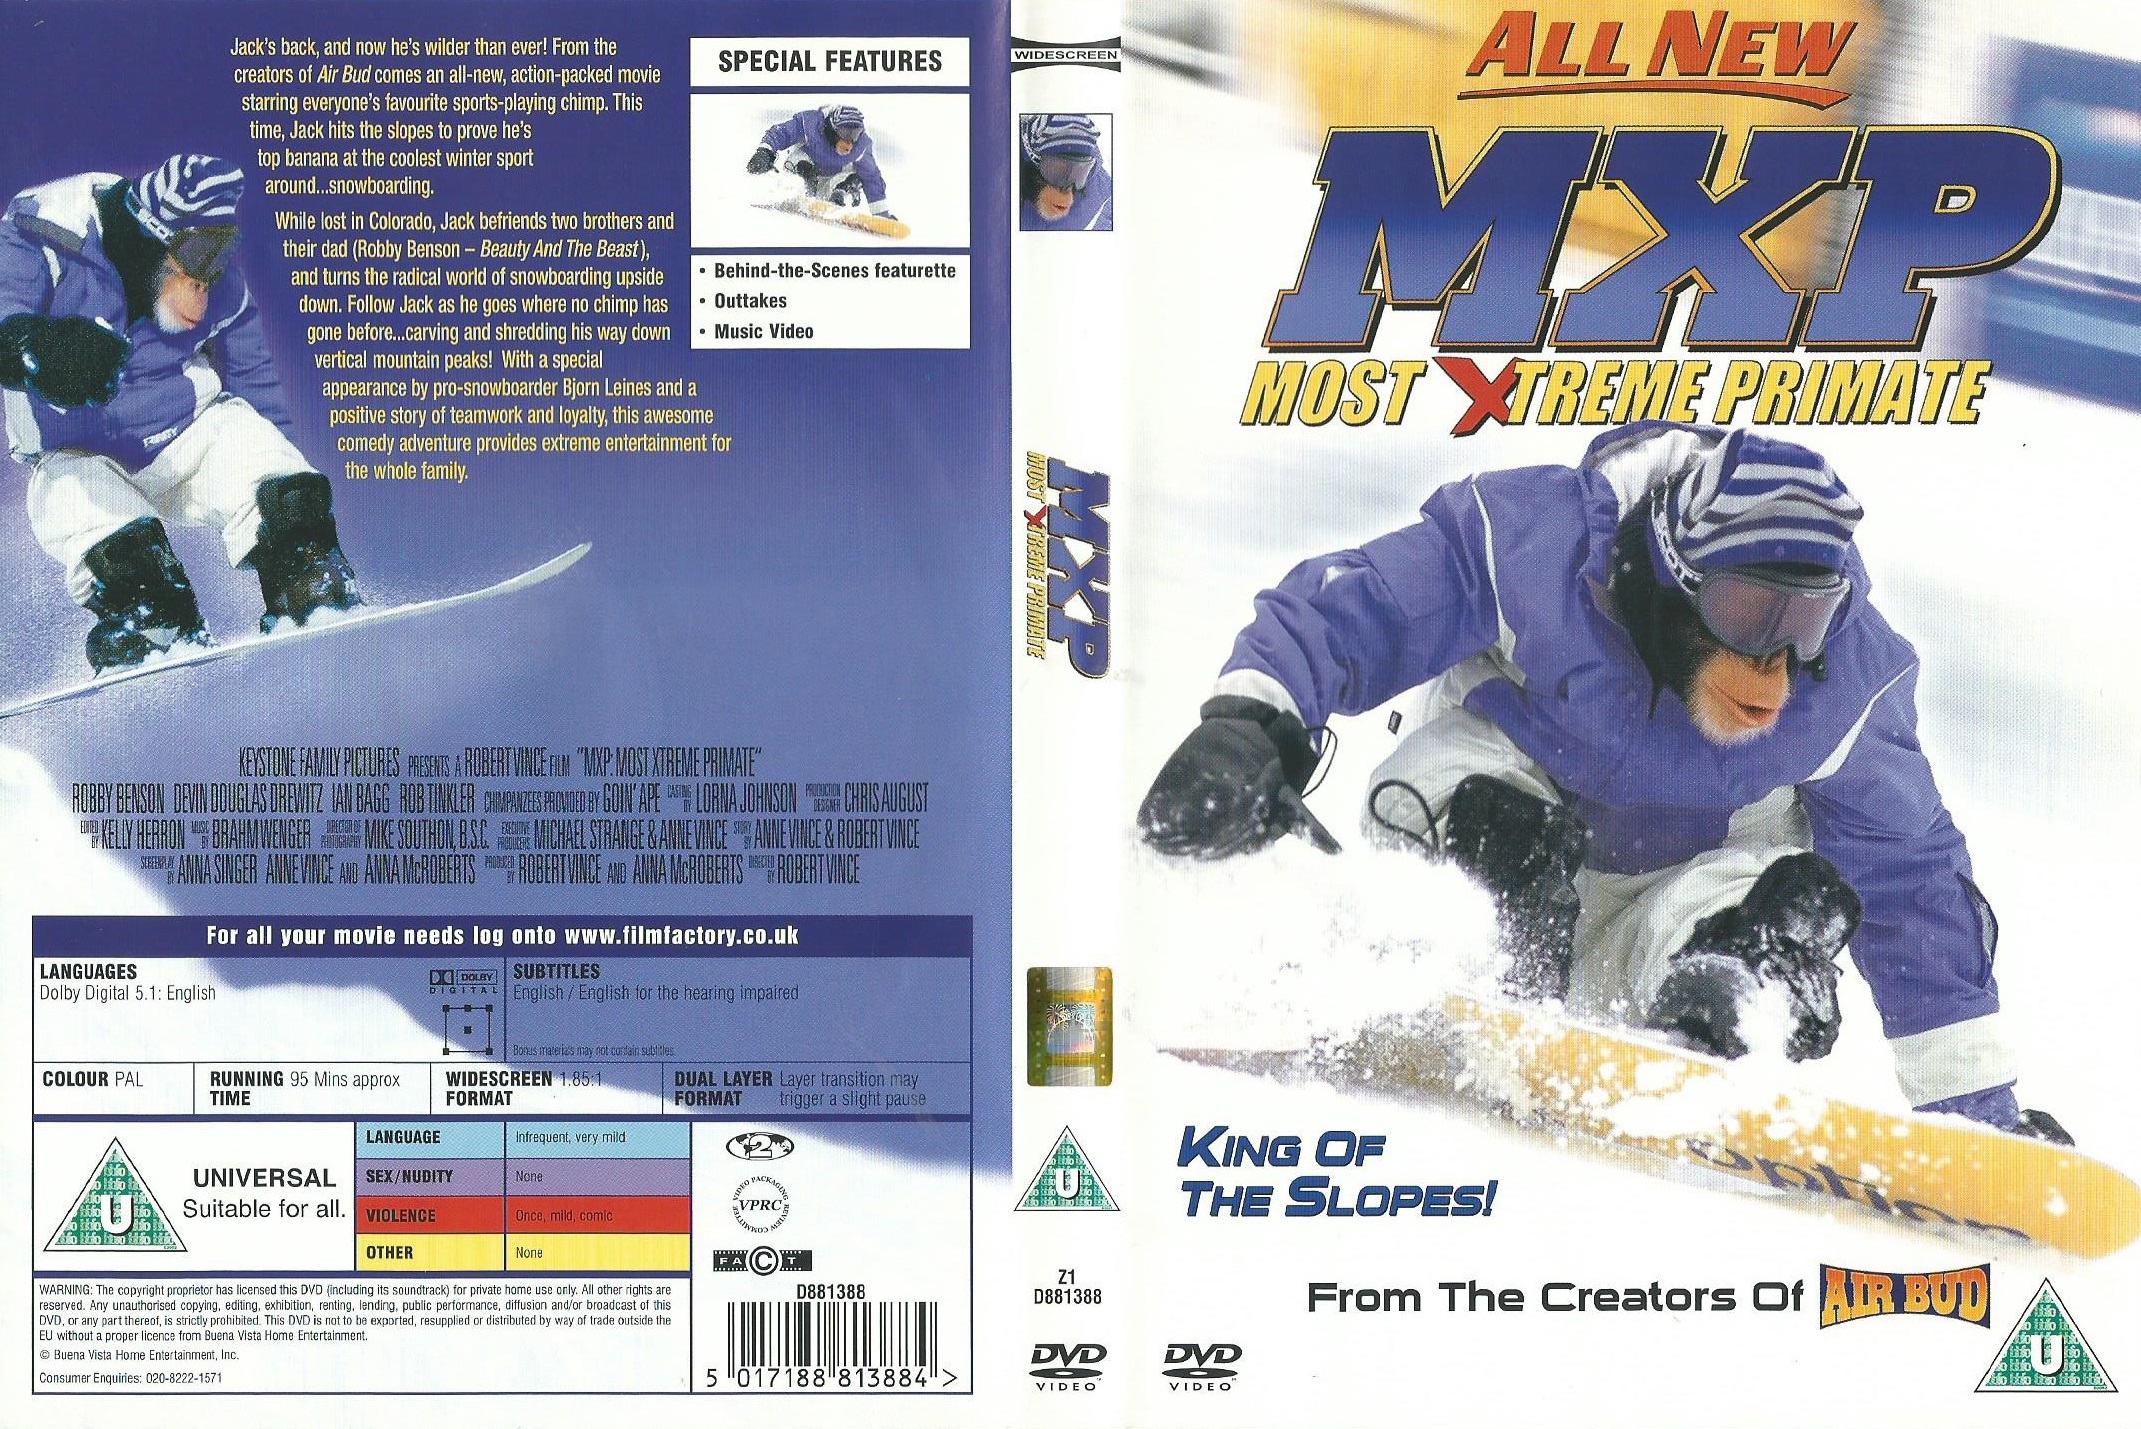 Jack's back, and now he's wilder than ever! From the
creators of Air Bud comes an all-new, action-packed movie
starring everyone's favourite sports-playing chimp. This
time, Jack hits the slopes to prove he's
top banana at the coolest winter sport
around...snowboarding.
While lost in Colorado, Jack befriends two brothers and
their dad (Robby Benson – Beauty And The Beast),
and turns the radical world of snowboarding upside
down. Follow Jack as he goes where no chimp has
gone before...carving and shredding his way down
vertical mountain peaks! With a special
appearance by pro-snowboarder Bjorn Leines and a
positive story of teamwork and loyalty, this awesome
comedy adventure provides extreme entertainment for
the whole family.
SPECIAL FEATURES
• Behind-the-Scenes featurette
• Outtakes
• Music Video
KEYSTONE FAMILY PICTURES PRESENTS A ROBERT VINCE FILM "MXP: MOST XTREME PRIMATE"
ROBBY BENSON DEVIN DOUGLAS DREWITZ IAN BAGG ROB TINKLER CHIMPANZEES PROVIDED BY GOIN' APE CASTING BY LORNA JOHNSON PRODUCTION DESIGNER CHRIS AUGUST
EDITED BY KELLY HERRON MUSIC BY BRAHM WENGER DIRECTOR OF PHOTOGRAPHY MIKE SOUTHON, B.S.C. EXECUTIVE PRODUCERS MICHAEL STRANGE & ANNE VINCE STORY BY ANNE VINCE & ROBERT VINCE
SCREENPLAY BY ANNA SINGER ANNE VINCE AND ANNA McROBERTS PRODUCED BY ROBERT VINCE AND ANNA McROBERTS DIRECTED BY ROBERT VINCE
For all your movie needs log onto www.filmfactory.co.uk
LANGUAGES
Dolby Digital 5.1: English
DOLBY
DIGITAL
SUBTITLES
English / English for the hearing impaired
Bonus materials may not contain subtitles.
COLOUR PAL
RUNNING TIME 95 Mins approx
WIDESCREEN FORMAT 1.85:1
DUAL LAYER FORMAT Layer transition may
trigger a slight pause
U
UNIVERSAL
Suitable for all.
LANGUAGE Infrequent, very mild
SEX/NUDITY None
VIOLENCE Once, mild, comic
OTHER None
2
VIDEO PACKAGING REVIEW COMMITTEE
VPRC
FACT
WARNING: The copyright proprietor has licensed this DVD (including its soundtrack) for private home use only. All other rights are
reserved. Any unauthorised copying, editing, exhibition, renting, lending, public performance, diffusion and/or broadcast of this
DVD, or any part thereof, is strictly prohibited. This DVD is not to be exported, resupplied or distributed by way of trade outside the
EU without a proper licence from Buena Vista Home Entertainment.
© Buena Vista Home Entertainment, Inc.
Consumer Enquiries: 020-8222-1571
D881388
5 017188 813884 >
WIDESCREEN
MXP
MOST XTREME PRIMATE
U
Z1
D881388
DVD
VIDEO
ALL NEW
MXP
MOST XTREME PRIMATE
option
KING OF
THE SLOPES!
From The Creators Of AIR BUD
DVD
VIDEO
U